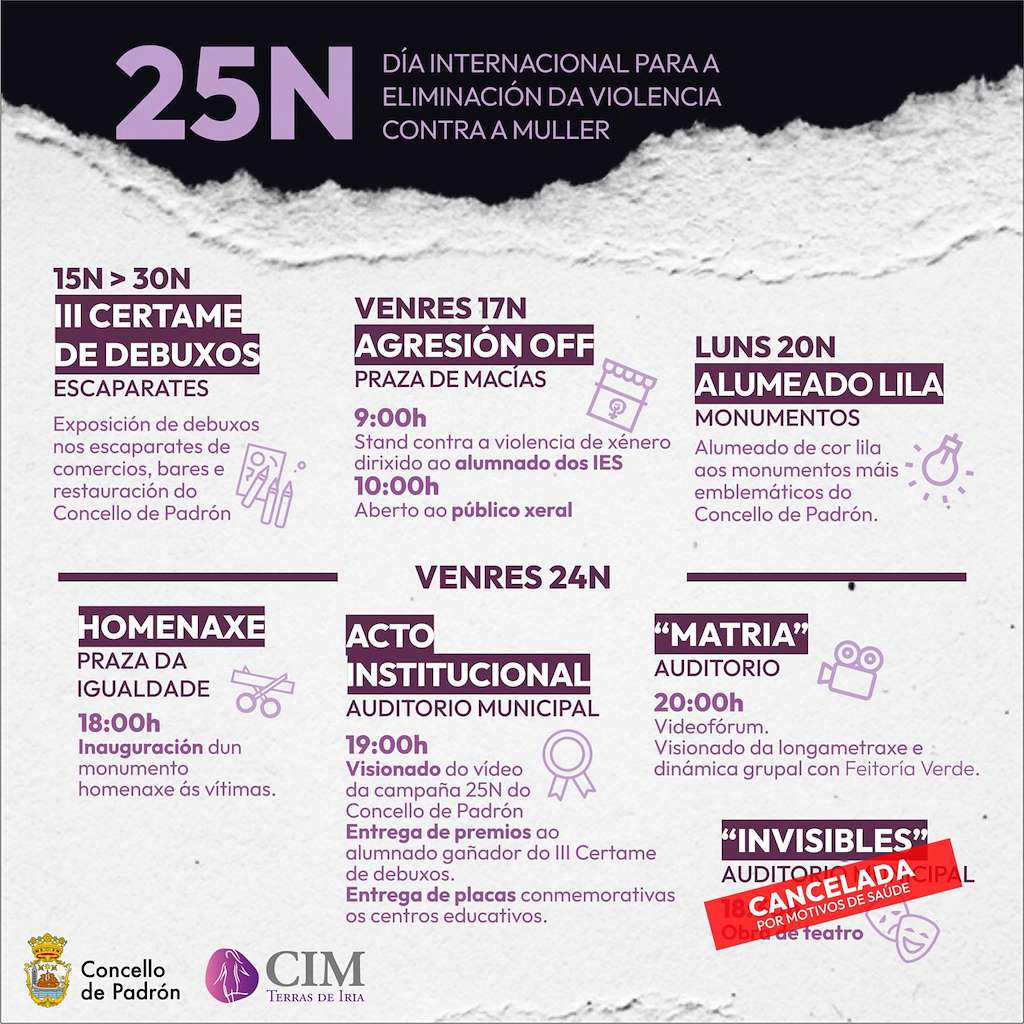 25N
DÍA INTERNACIONAL PARA A
ELIMINACIÓN DA VIOLENCIA
CONTRA A MULLER
15N > 30N
III CERTAME
DE DEBUXOS
ESCAPARATES
Exposición de debuxos
nos escaparates de
comercios, bares e
restauración do
Concello de Padrón
VENRES 17N
AGRESIÓN OFF
PRAZA DE MACÍAS
9:00h
Stand contra a violencia de xénero
dirixido ao alumnado dos IES
10:00h
Aberto ao público xeral
LUNS 20N
ALUMEADO LILA
MONUMENTOS
Alumeado de cor lila
aos monumentos máis
emblemáticos do
Concello de Padrón.
VENRES 24N
HOMENAXE
PRAZA DA
IGUALDADE
18:00h
Inauguración dun
monumento
homenaxe ás vítimas.
ACTO
INSTITUCIONAL
AUDITORIO MUNICIPAL
19:00h
Visionado do vídeo
da campaña 25N do
Concello de Padrón
Entrega de premios ao
alumnado gañador do III Certame
de debuxos.
Entrega de placas conmemorativas
os centros educativos.
“MATRIA”
AUDITORIO
20:00h
Videofórum.
Visionado da longametraxe e
dinámica grupal con Feitoría Verde.
“INVISIBLES”
AUDITORIO MUNICIPAL
CANCELADA
POR MOTIVOS DE SAÚDE
Obra de teatro
Concello
de Padrón
CIM
TERRAS DE IRIA